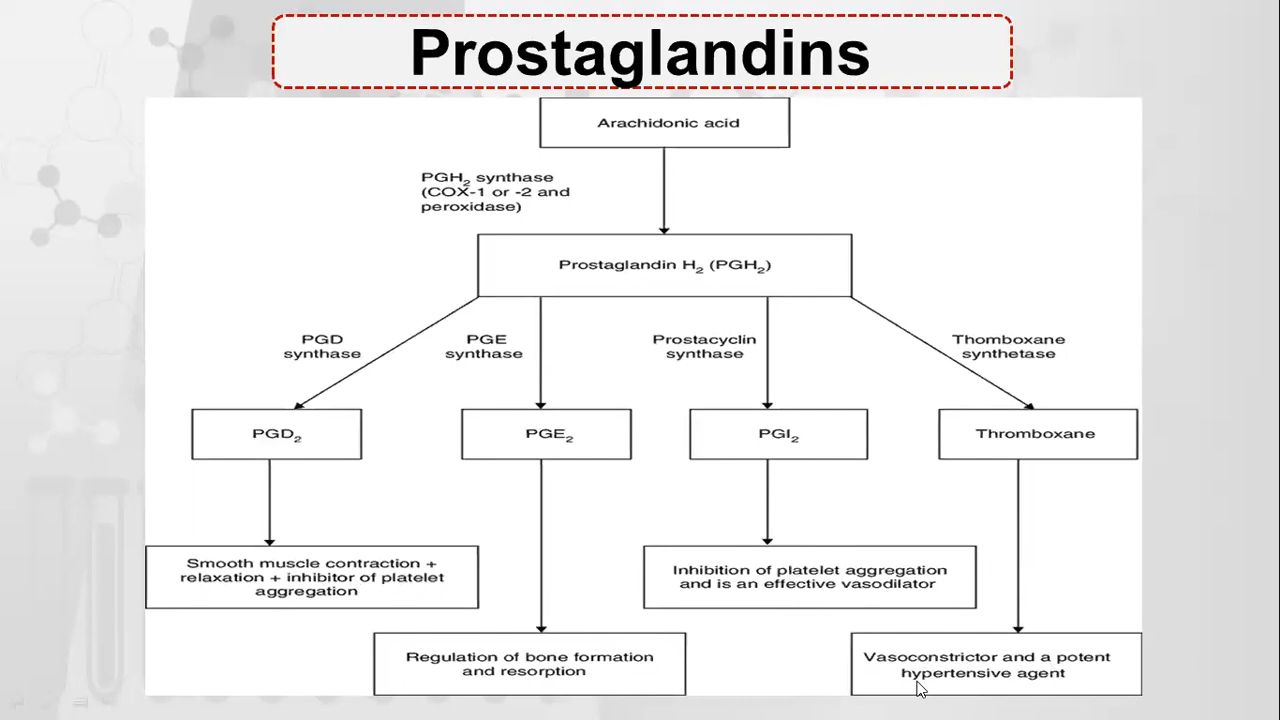 Prostaglandins
Arachidonic acid
PGH₂ synthase
(COX-1 or -2 and
peroxidase)
Prostaglandin H₂ (PGH₂)
PGD
synthase
PGE
synthase
Prostacyclin
synthase
Thomboxane
synthetase
PGD₂
PGE₂
PGI₂
Thromboxane
Smooth muscle contraction +
relaxation + inhibitor of platelet
aggregation
Inhibition of platelet aggregation
and is an effective vasodilator
Regulation of bone formation
and resorption
Vasoconstrictor and a potent
hypertensive agent